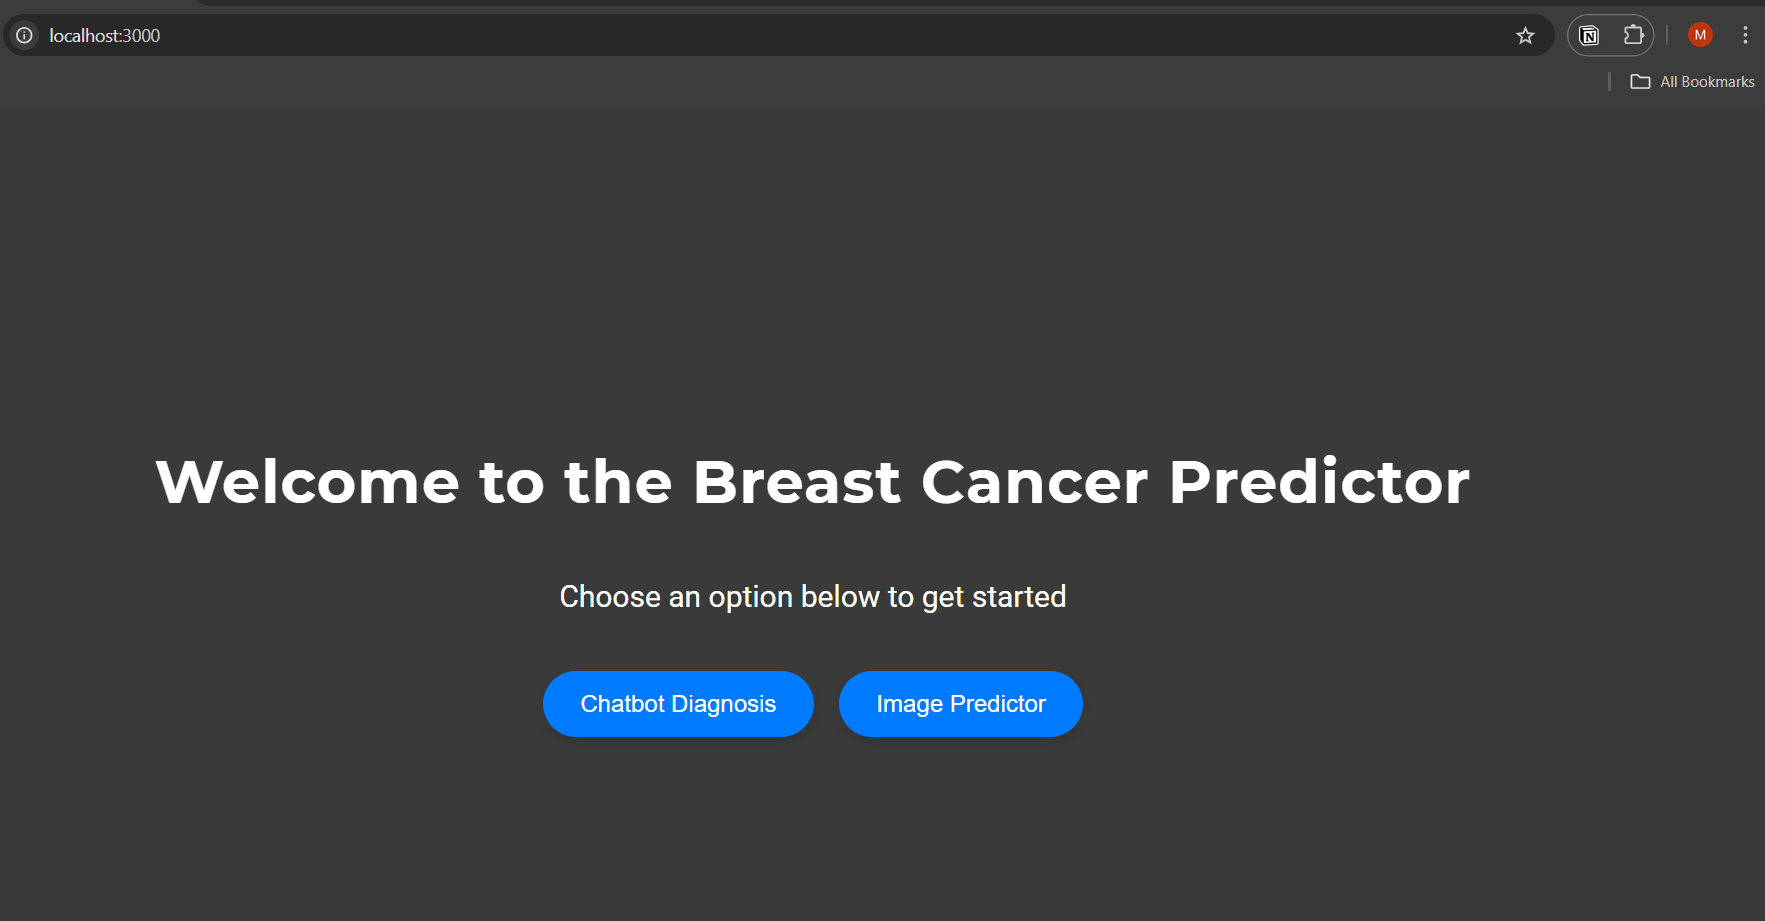 localhost:3000
N
M
All Bookmarks
Welcome to the Breast Cancer Predictor
Choose an option below to get started
Chatbot Diagnosis
Image Predictor